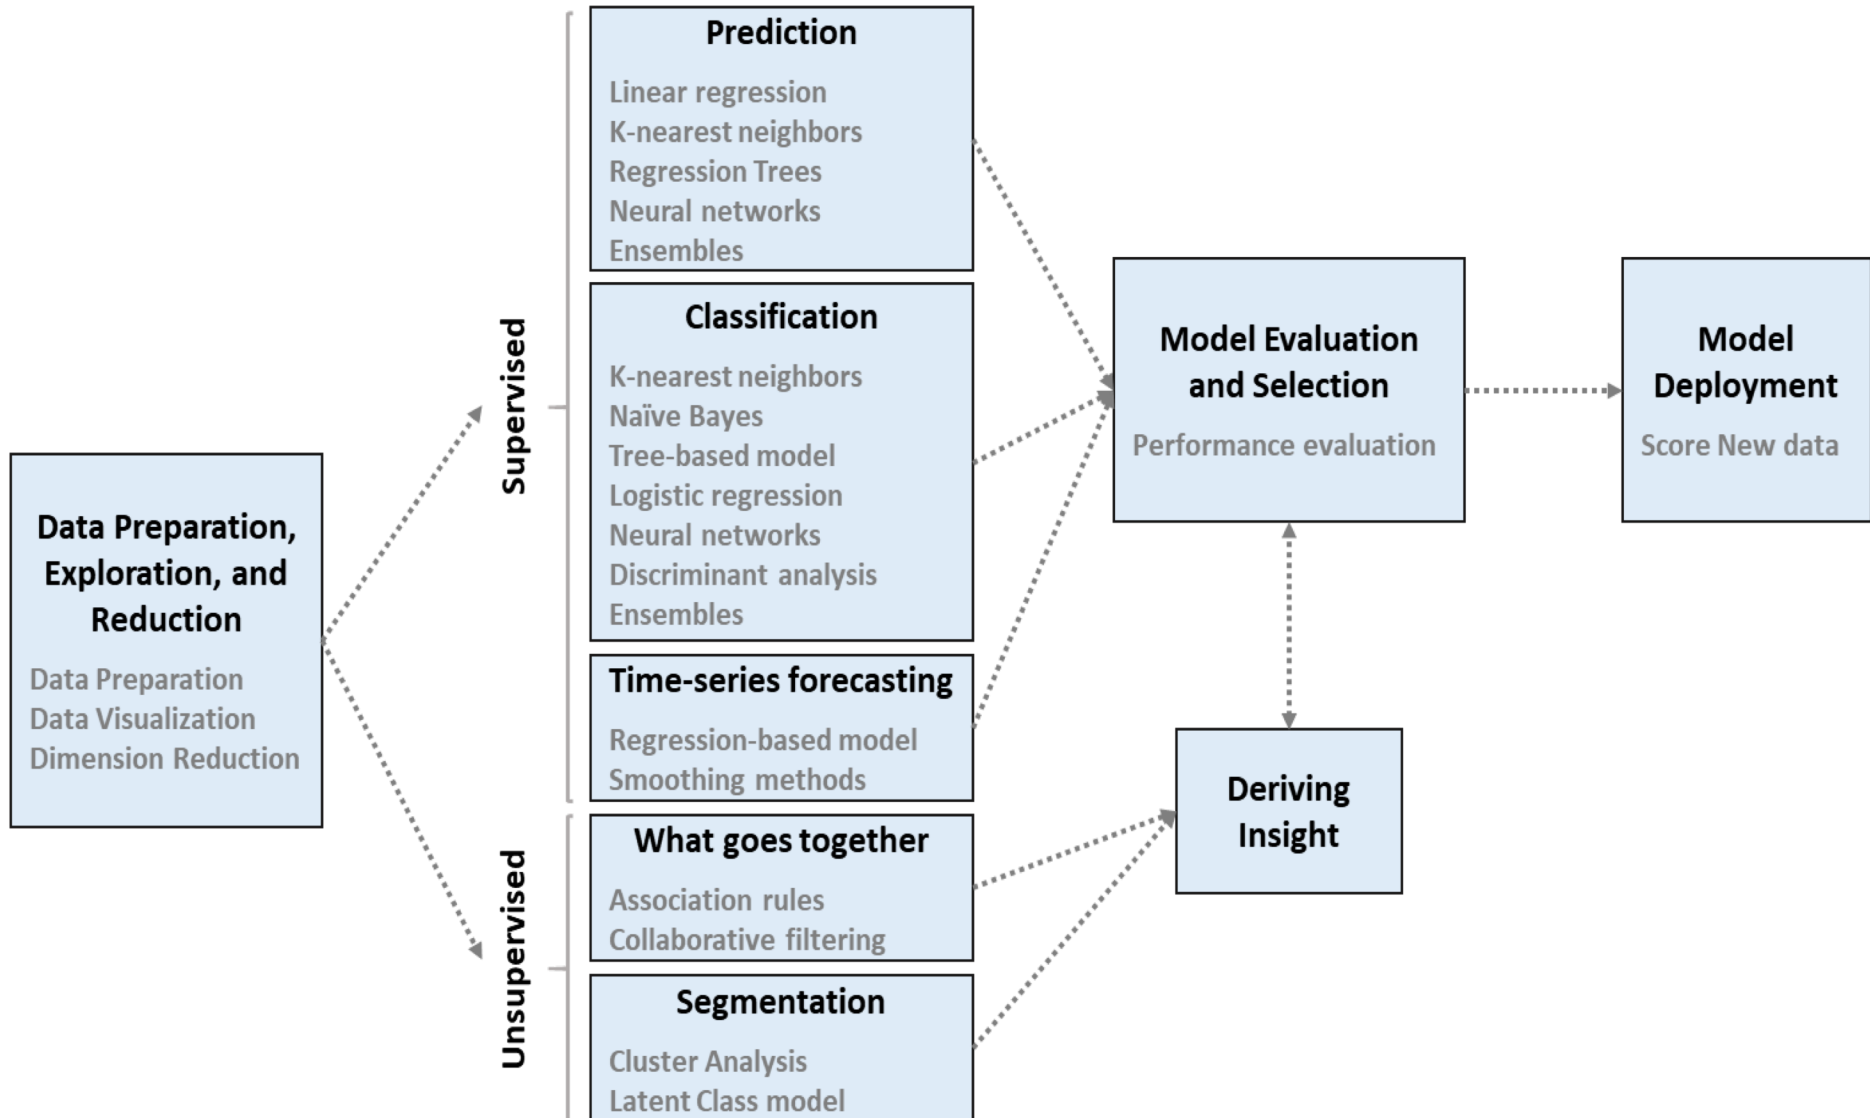 Data Preparation,
Exploration, and
Reduction
Data Preparation
Data Visualization
Dimension Reduction
Supervised
Prediction
Linear regression
K-nearest neighbors
Regression Trees
Neural networks
Ensembles
Classification
K-nearest neighbors
Naïve Bayes
Tree-based model
Logistic regression
Neural networks
Discriminant analysis
Ensembles
Time-series forecasting
Regression-based model
Smoothing methods
Unsupervised
What goes together
Association rules
Collaborative filtering
Segmentation
Cluster Analysis
Latent Class model
Model Evaluation
and Selection
Performance evaluation
Deriving
Insight
Model
Deployment
Score New data